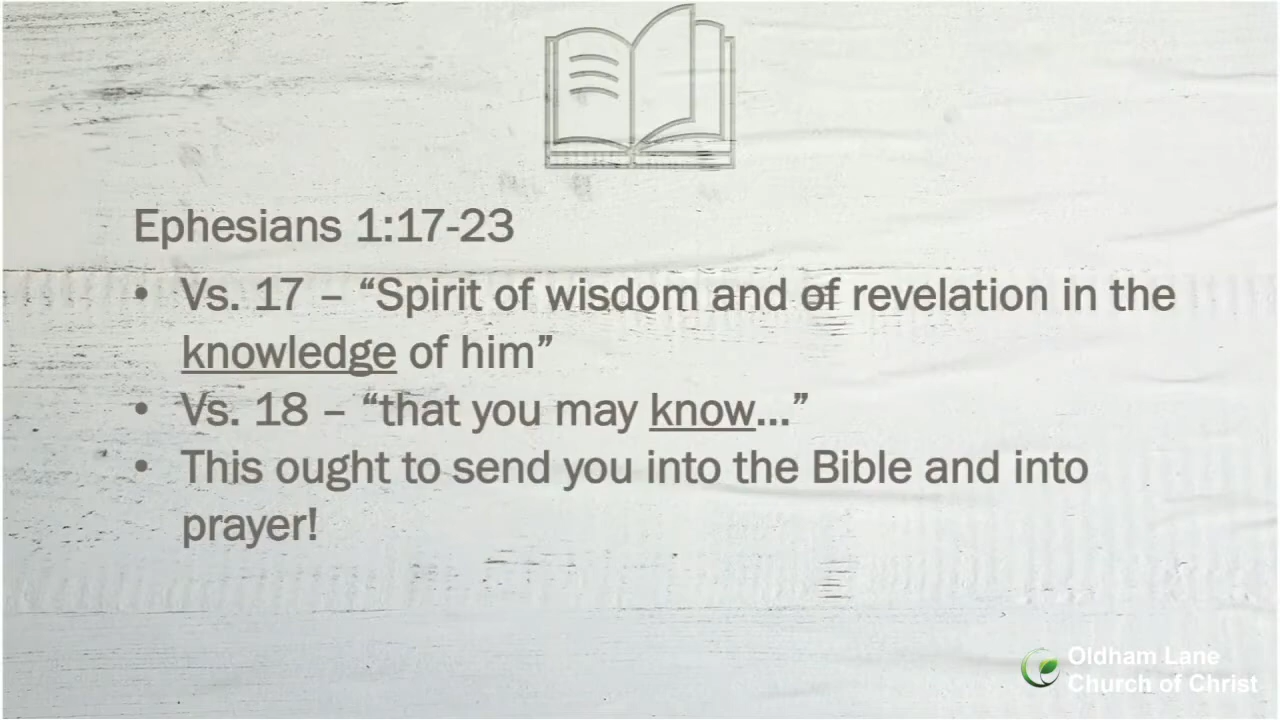 Ephesians 1:17-23
• Vs. 17 – “Spirit of wisdom and of revelation in the
knowledge of him”
• Vs. 18 – “that you may know...”
• This ought to send you into the Bible and into
prayer!
Oldham Lane
Church of Christ